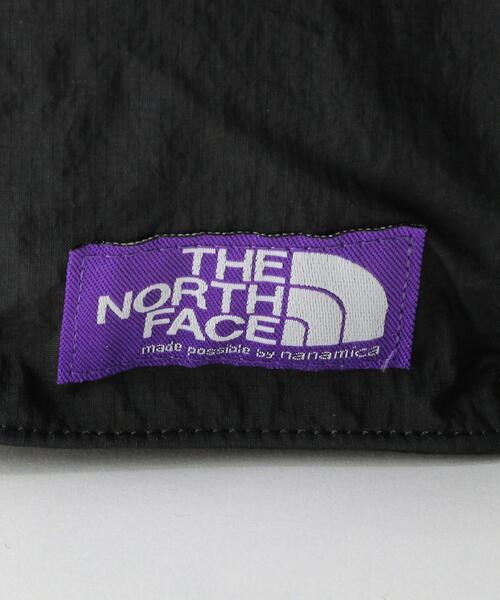 THE
NORTH
FACE
made possible by nanamica